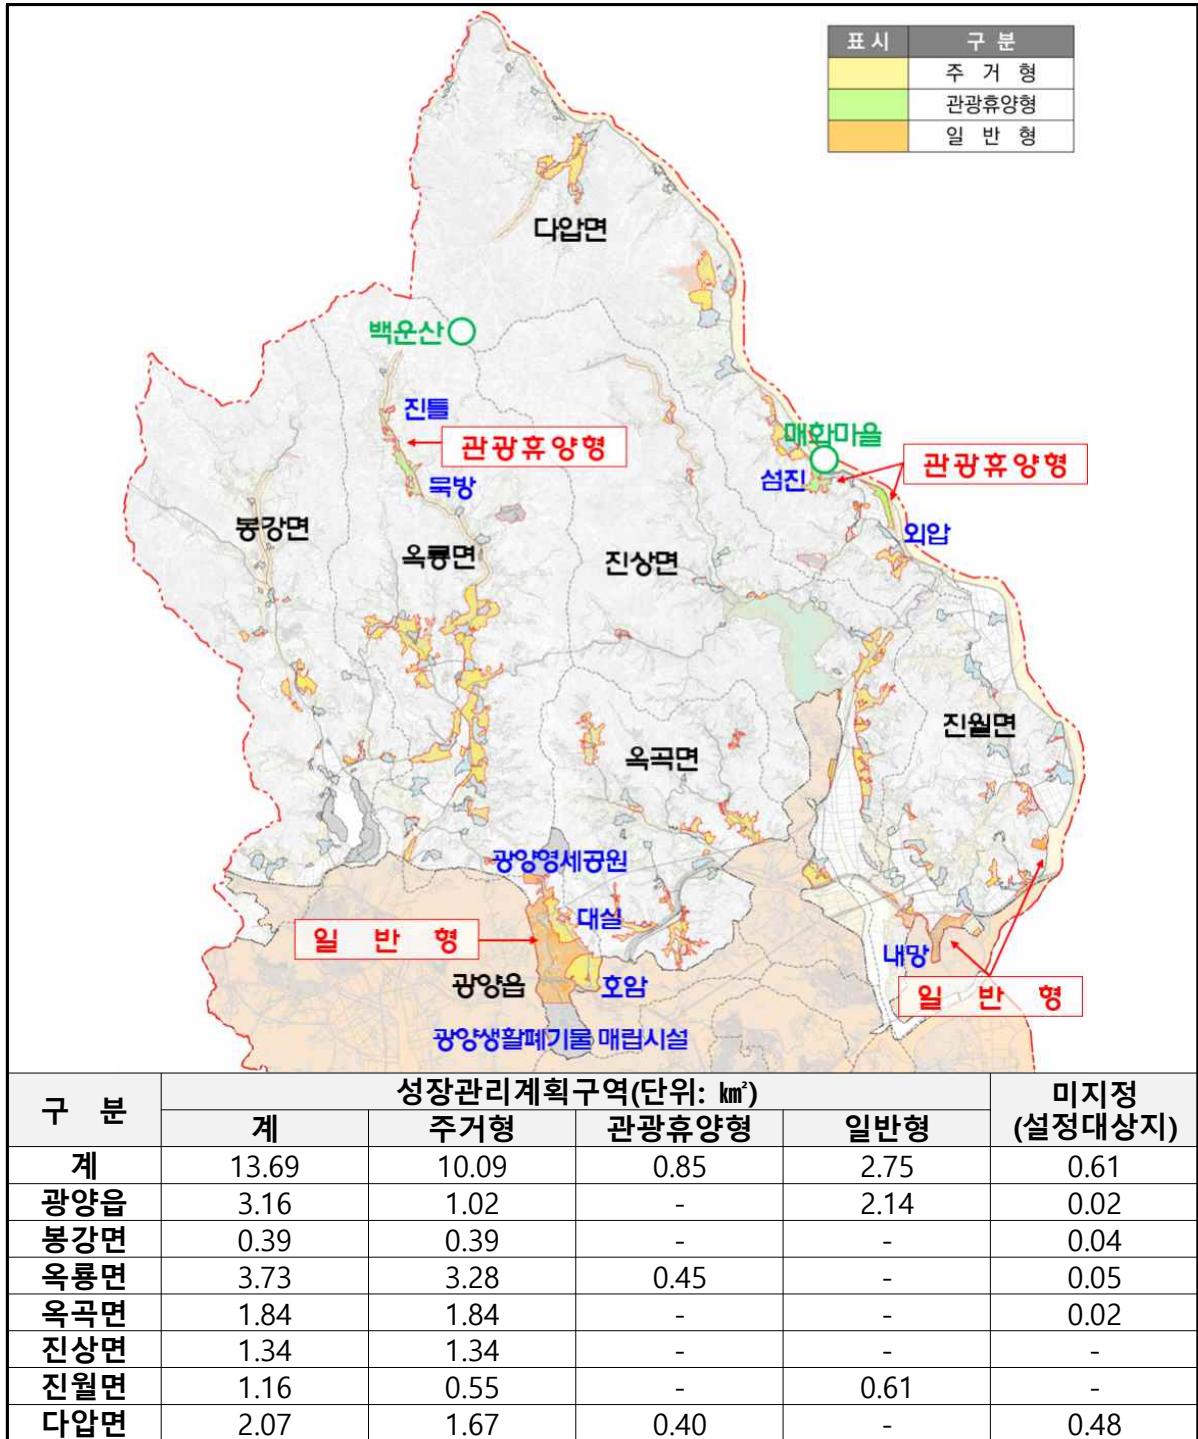 표 시 구 분
주 거 형
관광휴양형
일 반 형
다압면
백운산
진틀
관광휴양형
매화마을
관광휴양형
묵방
섬진
외압
봉강면
옥룡면
진상면
진월면
옥곡면
광양영세공원
대실
일 반 형
내망
광양읍
호암
일 반 형
광양생활폐기물 매립시설
구 분 성장관리계획구역(단위: ㎢) 미지정
(설정대상지)
계 주거형 관광휴양형 일반형
계 13.69 10.09 0.85 2.75 0.61
광양읍 3.16 1.02 - 2.14 0.02
봉강면 0.39 0.39 - - 0.04
옥룡면 3.73 3.28 0.45 - 0.05
옥곡면 1.84 1.84 - - 0.02
진상면 1.34 1.34 - - -
진월면 1.16 0.55 - 0.61 -
다압면 2.07 1.67 0.40 - 0.48